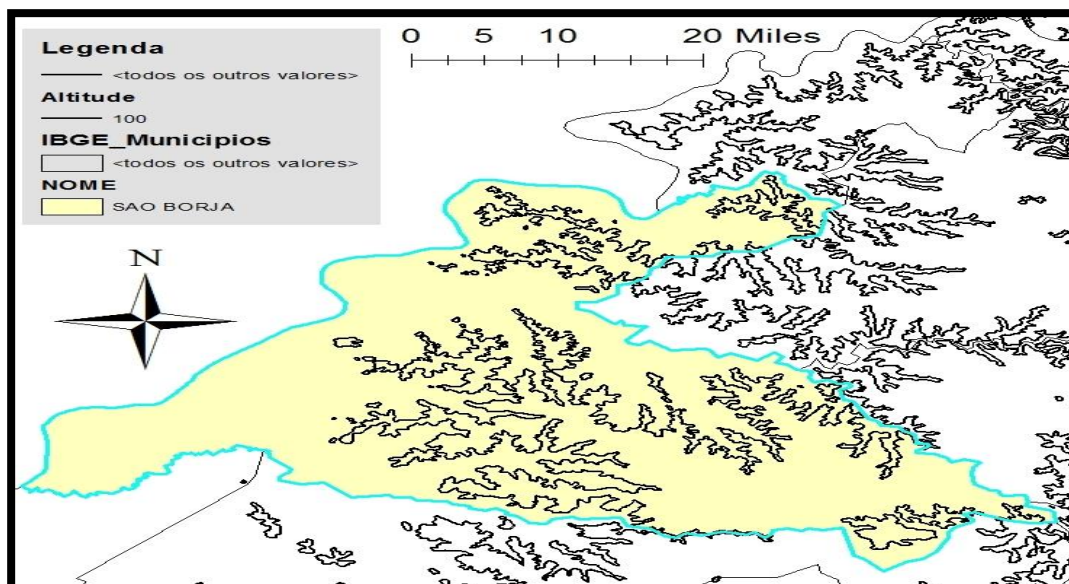 Legenda
<todos os outros valores>
Altitude
100
IBGE_Municipios
<todos os outros valores>
NOME
SAO BORJA
0 5 10 20 Miles
N